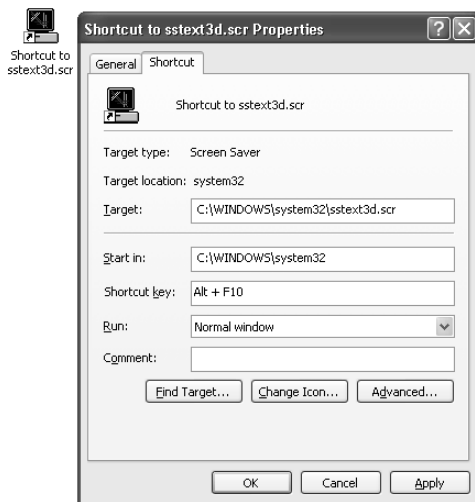 Shortcut to
sstext3d.scr
Shortcut to sstext3d.scr Properties
General Shortcut
Shortcut to sstext3d.scr
Target type: Screen Saver
Target location: system32
Target: C:\WINDOWS\system32\sstext3d.scr
Start in: C:\WINDOWS\system32
Shortcut key: Alt + F10
Run: Normal window
Comment:
Find Target... Change Icon... Advanced...
OK Cancel Apply